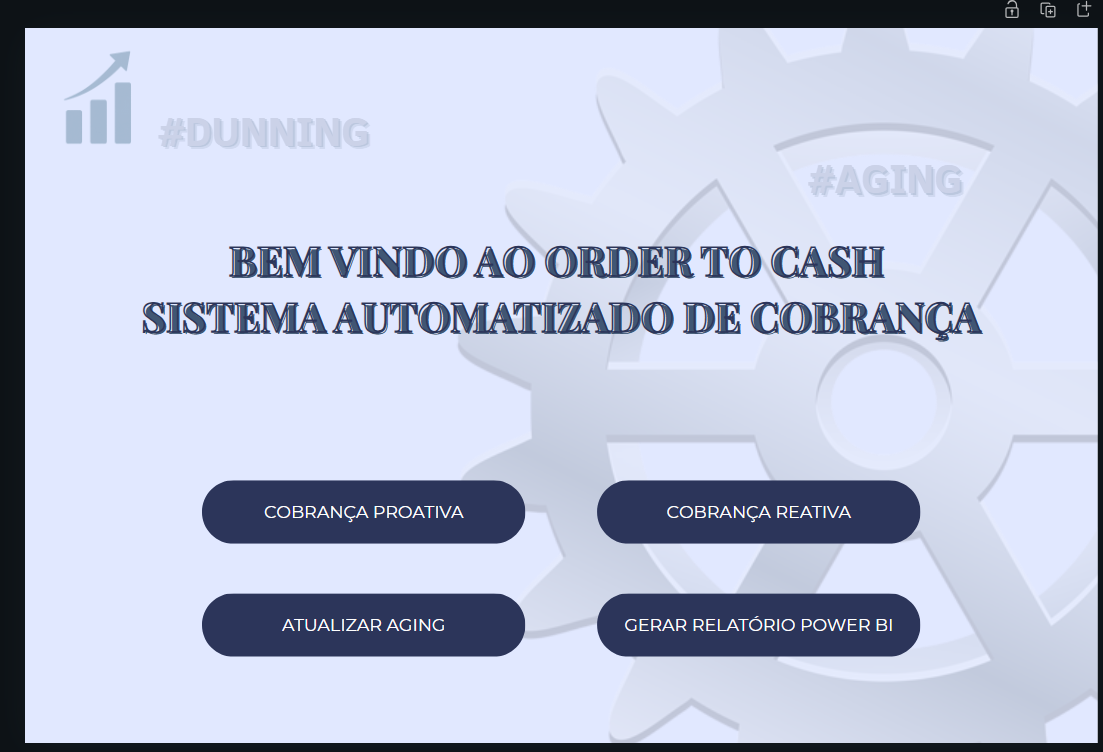 #DUNNING
#AGING
BEM VINDO AO ORDER TO CASH
SISTEMA AUTOMATIZADO DE COBRANÇA
COBRANÇA PROATIVA
COBRANÇA REATIVA
ATUALIZAR AGING
GERAR RELATÓRIO POWER BI